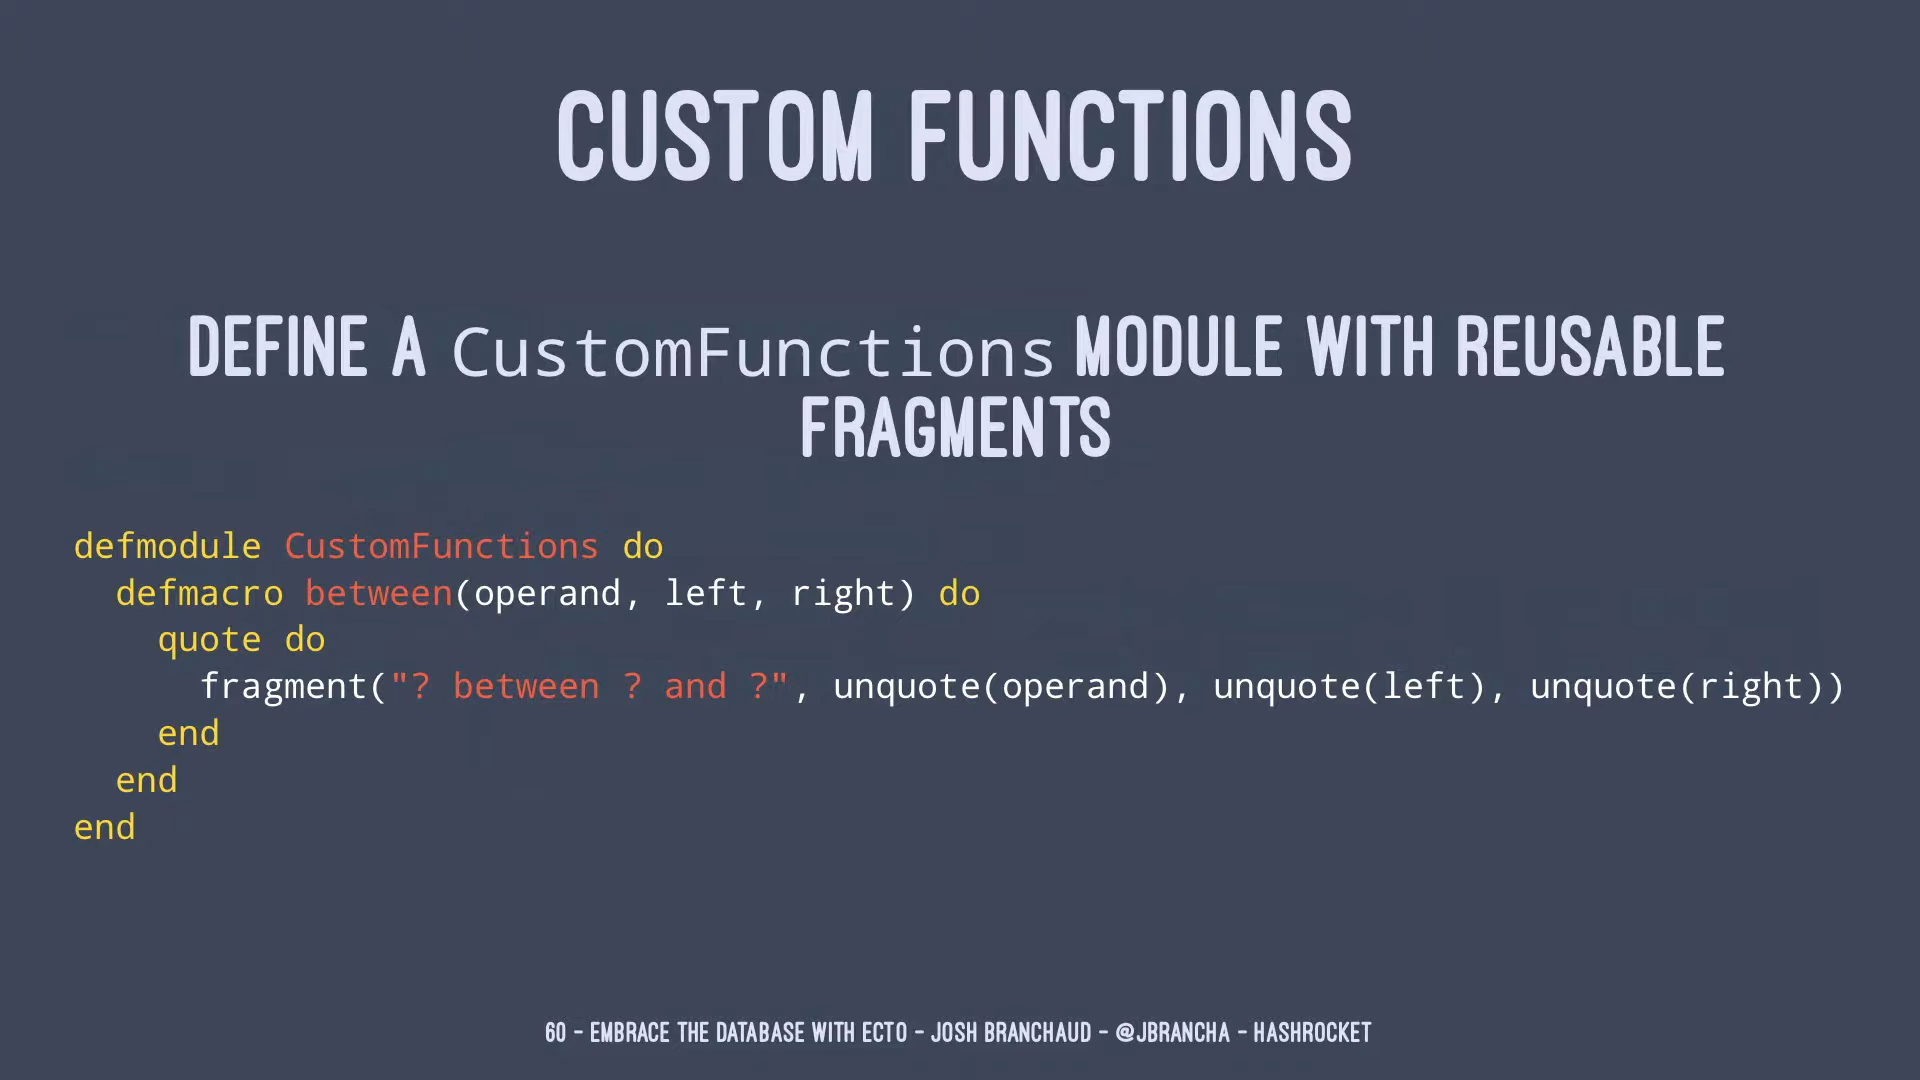 CUSTOM FUNCTIONS
DEFINE A CustomFunctions MODULE WITH REUSABLE
FRAGMENTS
defmodule CustomFunctions do
  defmacro between(operand, left, right) do
    quote do
      fragment("? between ? and ?", unquote(operand), unquote(left), unquote(right))
    end
  end
end
60 - EMBRACE THE DATABASE WITH ECTO - JOSH BRANCHAUD - @JBRANCHA - HASHROCKET